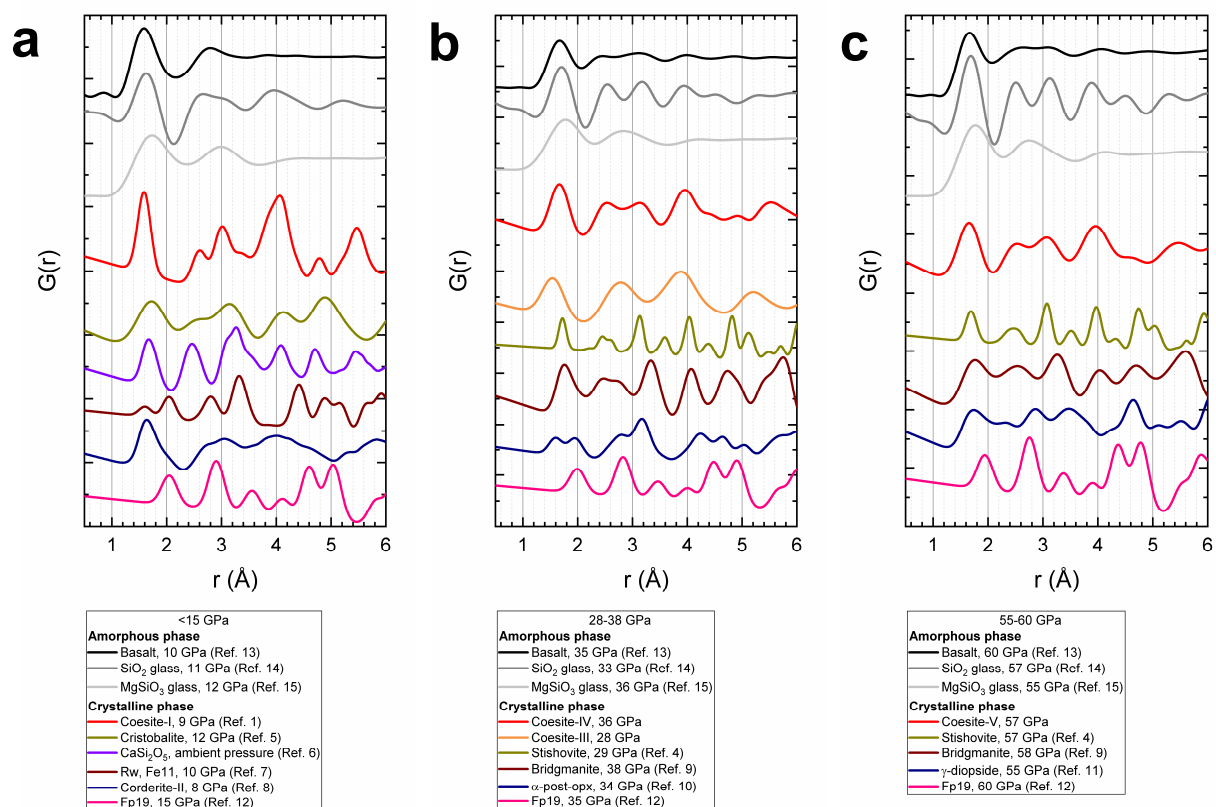 a
b
c
G(r)
G(r)
G(r)
1 2 3 4 5 6
1 2 3 4 5 6
1 2 3 4 5 6
r (Å)
r (Å)
r (Å)
<15 GPa
Amorphous phase
Basalt, 10 GPa (Ref. 13)
SiO₂ glass, 11 GPa (Ref. 14)
MgSiO₃ glass, 12 GPa (Ref. 15)
Crystalline phase
Coesite-I, 9 GPa (Ref. 1)
Cristobalite, 12 GPa (Ref. 5)
CaSi₂O₅, ambient pressure (Ref. 6)
Rw, Fe11, 10 GPa (Ref. 7)
Corderite-II, 8 GPa (Ref. 8)
Fp19, 15 GPa (Ref. 12)
28-38 GPa
Amorphous phase
Basalt, 35 GPa (Ref. 13)
SiO₂ glass, 33 GPa (Ref. 14)
MgSiO₃ glass, 36 GPa (Ref. 15)
Crystalline phase
Coesite-IV, 36 GPa
Coesite-III, 28 GPa
Stishovite, 29 GPa (Ref. 4)
Bridgmanite, 38 GPa (Ref. 9)
α-post-opx, 34 GPa (Ref. 10)
Fp19, 35 GPa (Ref. 12)
55-60 GPa
Amorphous phase
Basalt, 60 GPa (Ref. 13)
SiO₂ glass, 57 GPa (Ref. 14)
MgSiO₃ glass, 55 GPa (Ref. 15)
Crystalline phase
Coesite-V, 57 GPa
Stishovite, 57 GPa (Ref. 4)
Bridgmanite, 58 GPa (Ref. 9)
γ-diopside, 55 GPa (Ref. 11)
Fp19, 60 GPa (Ref. 12)